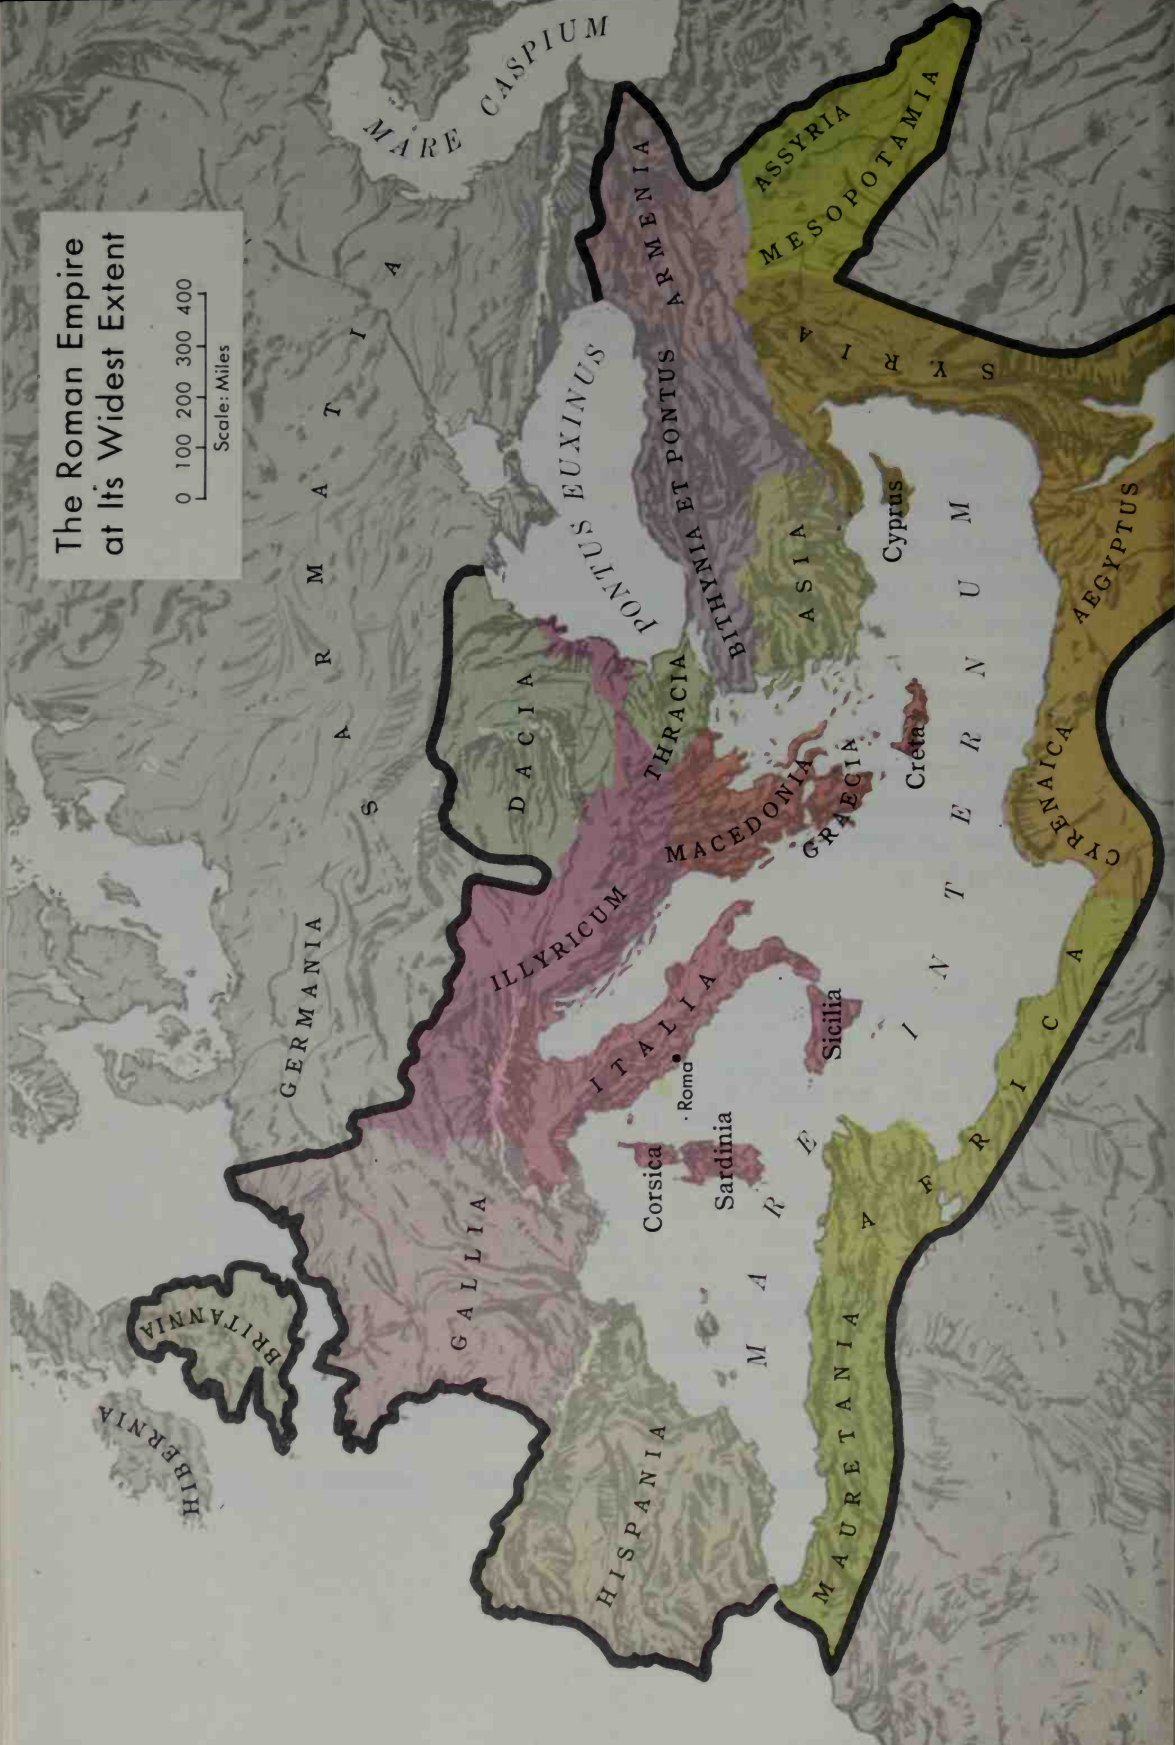 The Roman Empire
at Its Widest Extent
0 100 200 300 400
Scale: Miles
HIBERNIA
BRITANNIA
GERMANIA
SARMATIA
MARE CASPIUM
GALLIA
DACIA
ILLYRICUM
PONTUS EUXINUS
ARMENIA
HISPANIA
ITALIA
Corsica
Roma
Sardinia
MACEDONIA
THRACIA
BITHYNIA ET PONTUS
ASSYRIA
MESOPOTAMIA
GRAECIA
ASIA
SYRIA
Sicilia
Creta
Cyprus
MARE INTERNUM
MAURETANIA
AFRICA
CYRENAICA
AEGYPTUS